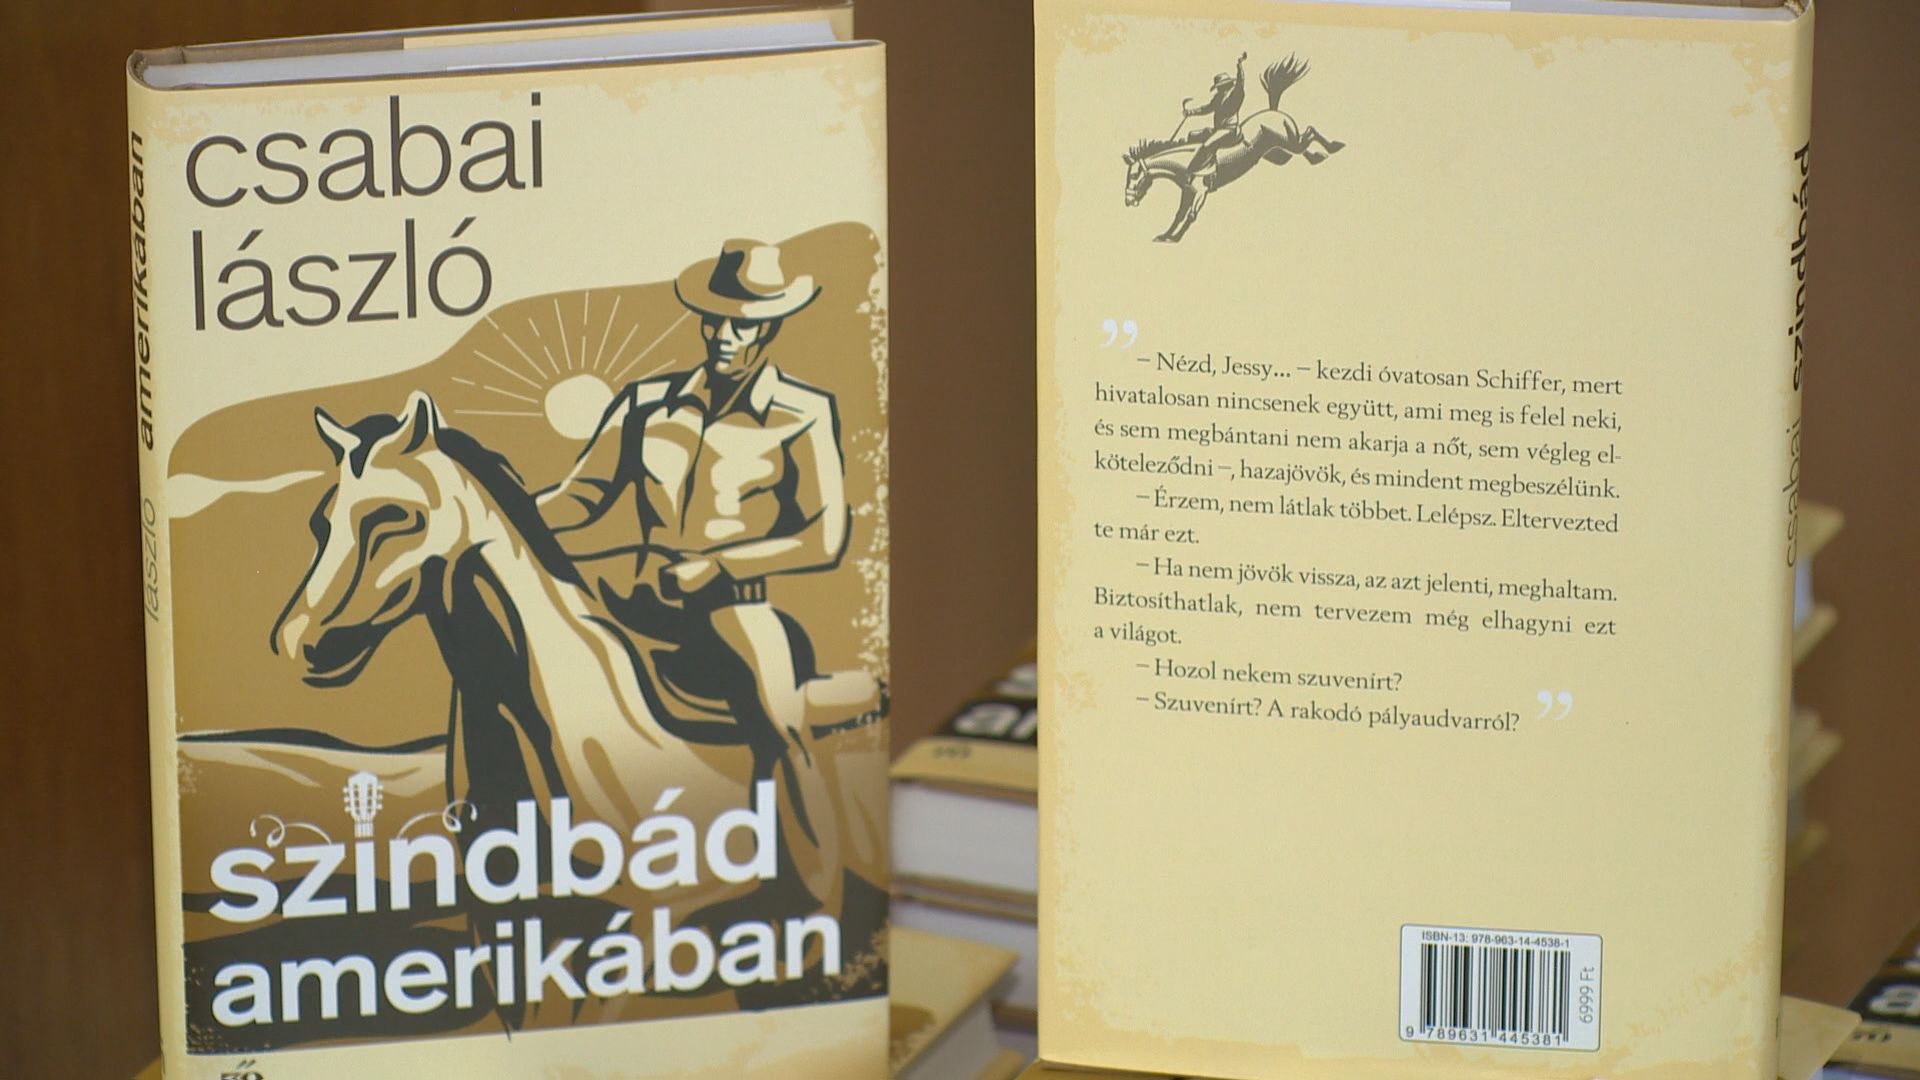 csabai
lászló
szindbád
amerikában
lászló amerikában
„
– Nézd, Jessy... – kezdi óvatosan Schiffer, mert
hivatalosan nincsenek együtt, ami meg is felel neki,
és sem megbántani nem akarja a nőt, sem végleg el-
köteleződni –, hazajövök, és mindent megbeszélünk.
– Érzem, nem látlak többet. Lelépsz. Eltervezted
te már ezt.
– Ha nem jövök vissza, az azt jelenti, meghaltam.
Biztosíthatlak, nem tervezem még elhagyni ezt
a világot.
– Hozol nekem szuvenírt?
– Szuvenírt? A rakodó pályaudvarról? ”
ISBN-13: 978-963-14-4538-1
6999 Ft
9 789631 445381
csabai szindbád